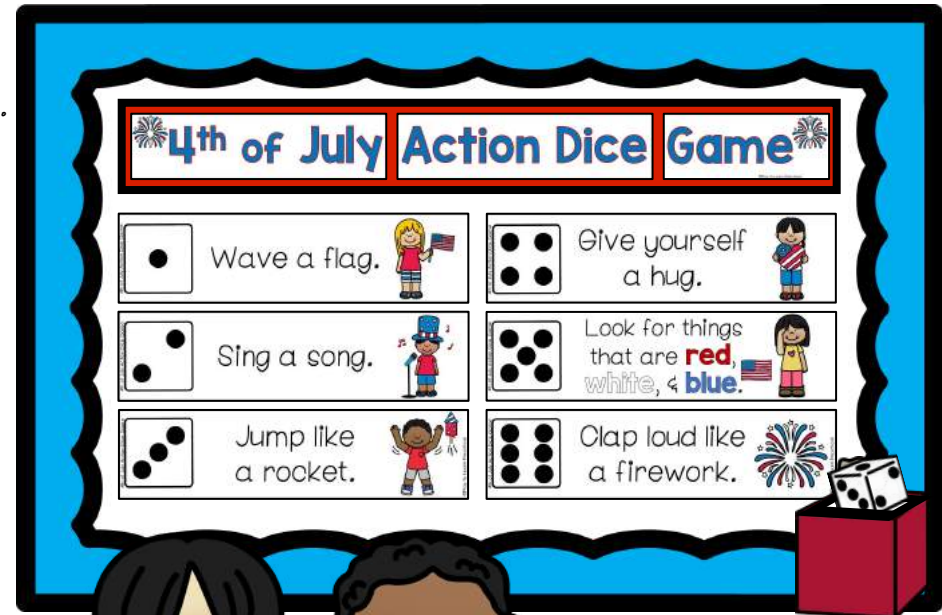 4th of July Action Dice Game
Wave a flag.
Sing a song.
Jump like
a rocket.
Give yourself
a hug.
Look for things
that are red,
white, & blue.
Clap loud like
a firework.